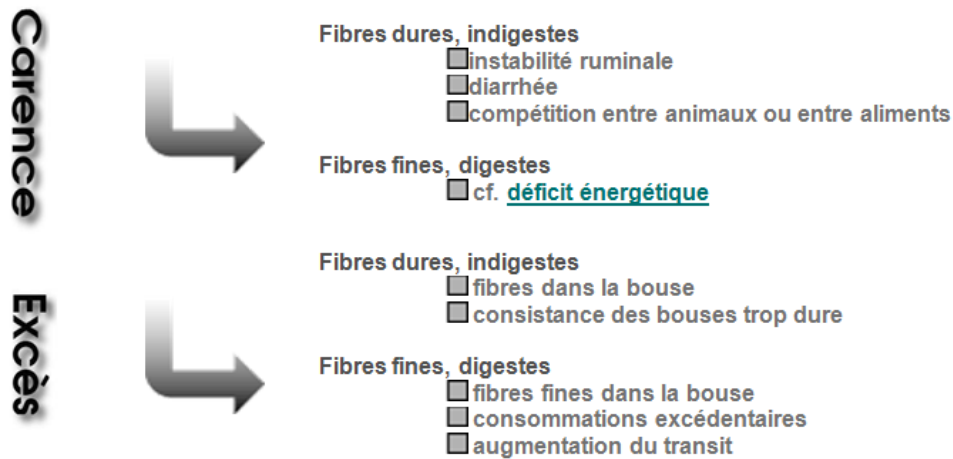 Carence
Fibres dures, indigestes
instabilité ruminale
diarrhée
compétition entre animaux ou entre aliments
Fibres fines, digestes
cf. déficit énergétique
Excès
Fibres dures, indigestes
fibres dans la bouse
consistance des bouses trop dure
Fibres fines, digestes
fibres fines dans la bouse
consommations excédentaires
augmentation du transit